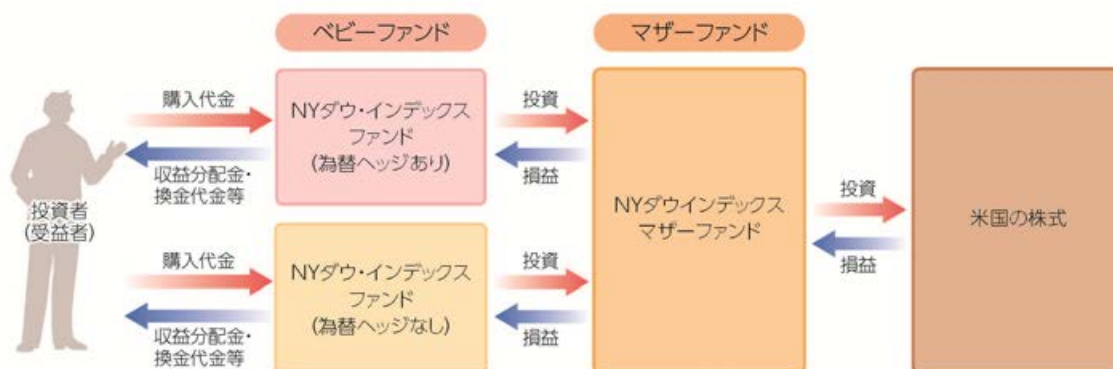 ベビーファンド
マザーファンド
購入代金
収益分配金・
換金代金等
NYダウ・インデックス
ファンド
(為替ヘッジあり)
投資
損益
投資者
(受益者)
購入代金
収益分配金・
換金代金等
NYダウ・インデックス
ファンド
(為替ヘッジなし)
投資
損益
NYダウインデックス
マザーファンド
投資
損益
米国の株式